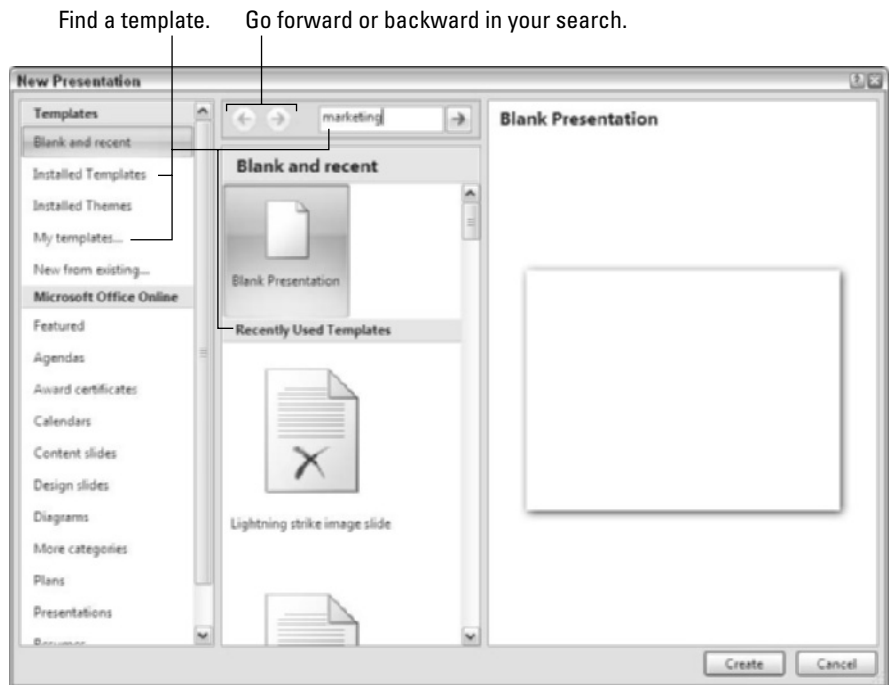 Find a template.
Go forward or backward in your search.
New Presentation
Templates
Blank and recent
Installed Templates
Installed Themes
My templates...
New from existing...
Microsoft Office Online
Featured
Agendas
Award certificates
Calendars
Content slides
Design slides
Diagrams
More categories
Plans
Presentations
Resumes
marketing
Blank and recent
Blank Presentation
Recently Used Templates
Lightning strike image slide
Blank Presentation
Create
Cancel